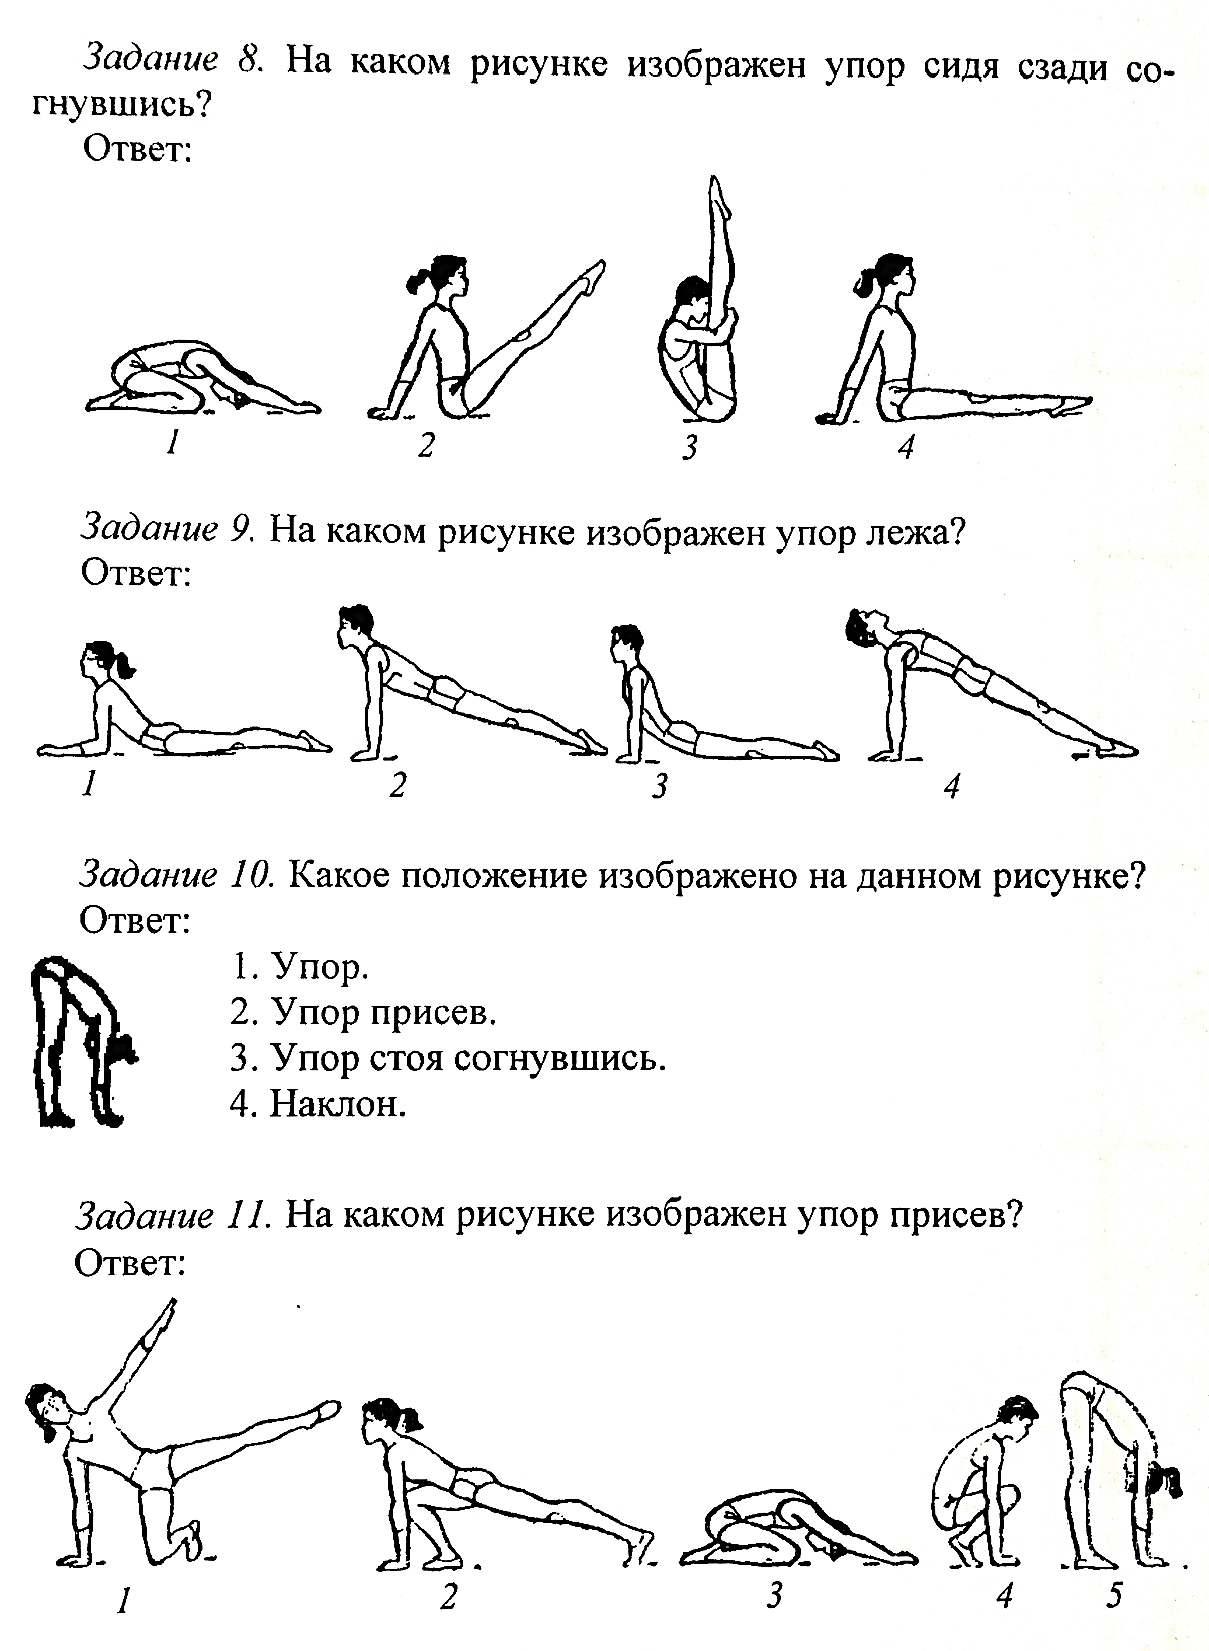 Задание 8. На каком рисунке изображен упор сидя сзади со-
гнувшись?
Ответ:
1 2 3 4
Задание 9. На каком рисунке изображен упор лежа?
Ответ:
1 2 3 4
Задание 10. Какое положение изображено на данном рисунке?
Ответ:
1. Упор.
2. Упор присев.
3. Упор стоя согнувшись.
4. Наклон.
Задание 11. На каком рисунке изображен упор присев?
Ответ:
1 2 3 4 5